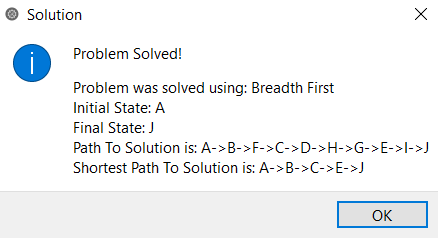 Solution
Problem Solved!
Problem was solved using: Breadth First
Initial State: A
Final State: J
Path To Solution is: A->B->F->C->D->H->G->E->I->J
Shortest Path To Solution is: A->B->C->E->J
OK